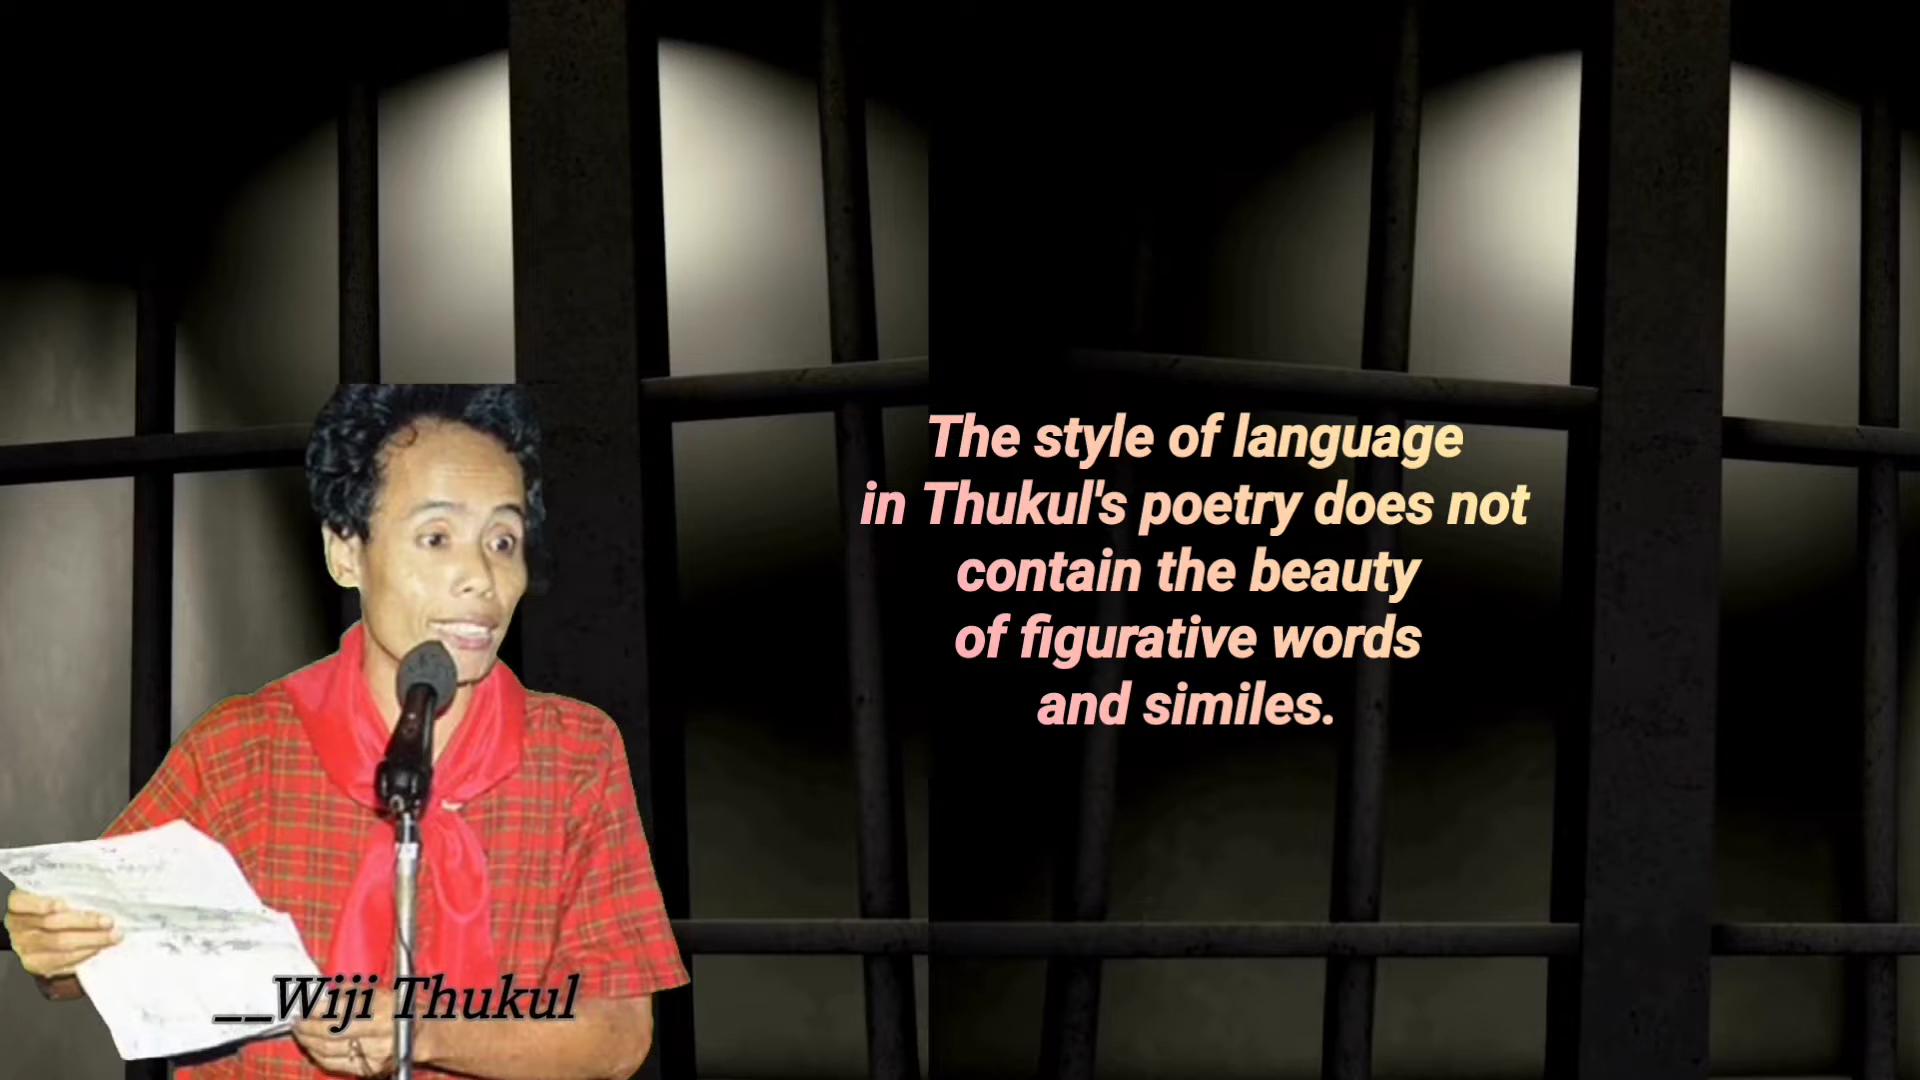 The style of language
in Thukul's poetry does not
contain the beauty
of figurative words
and similes.
__Wiji Thukul